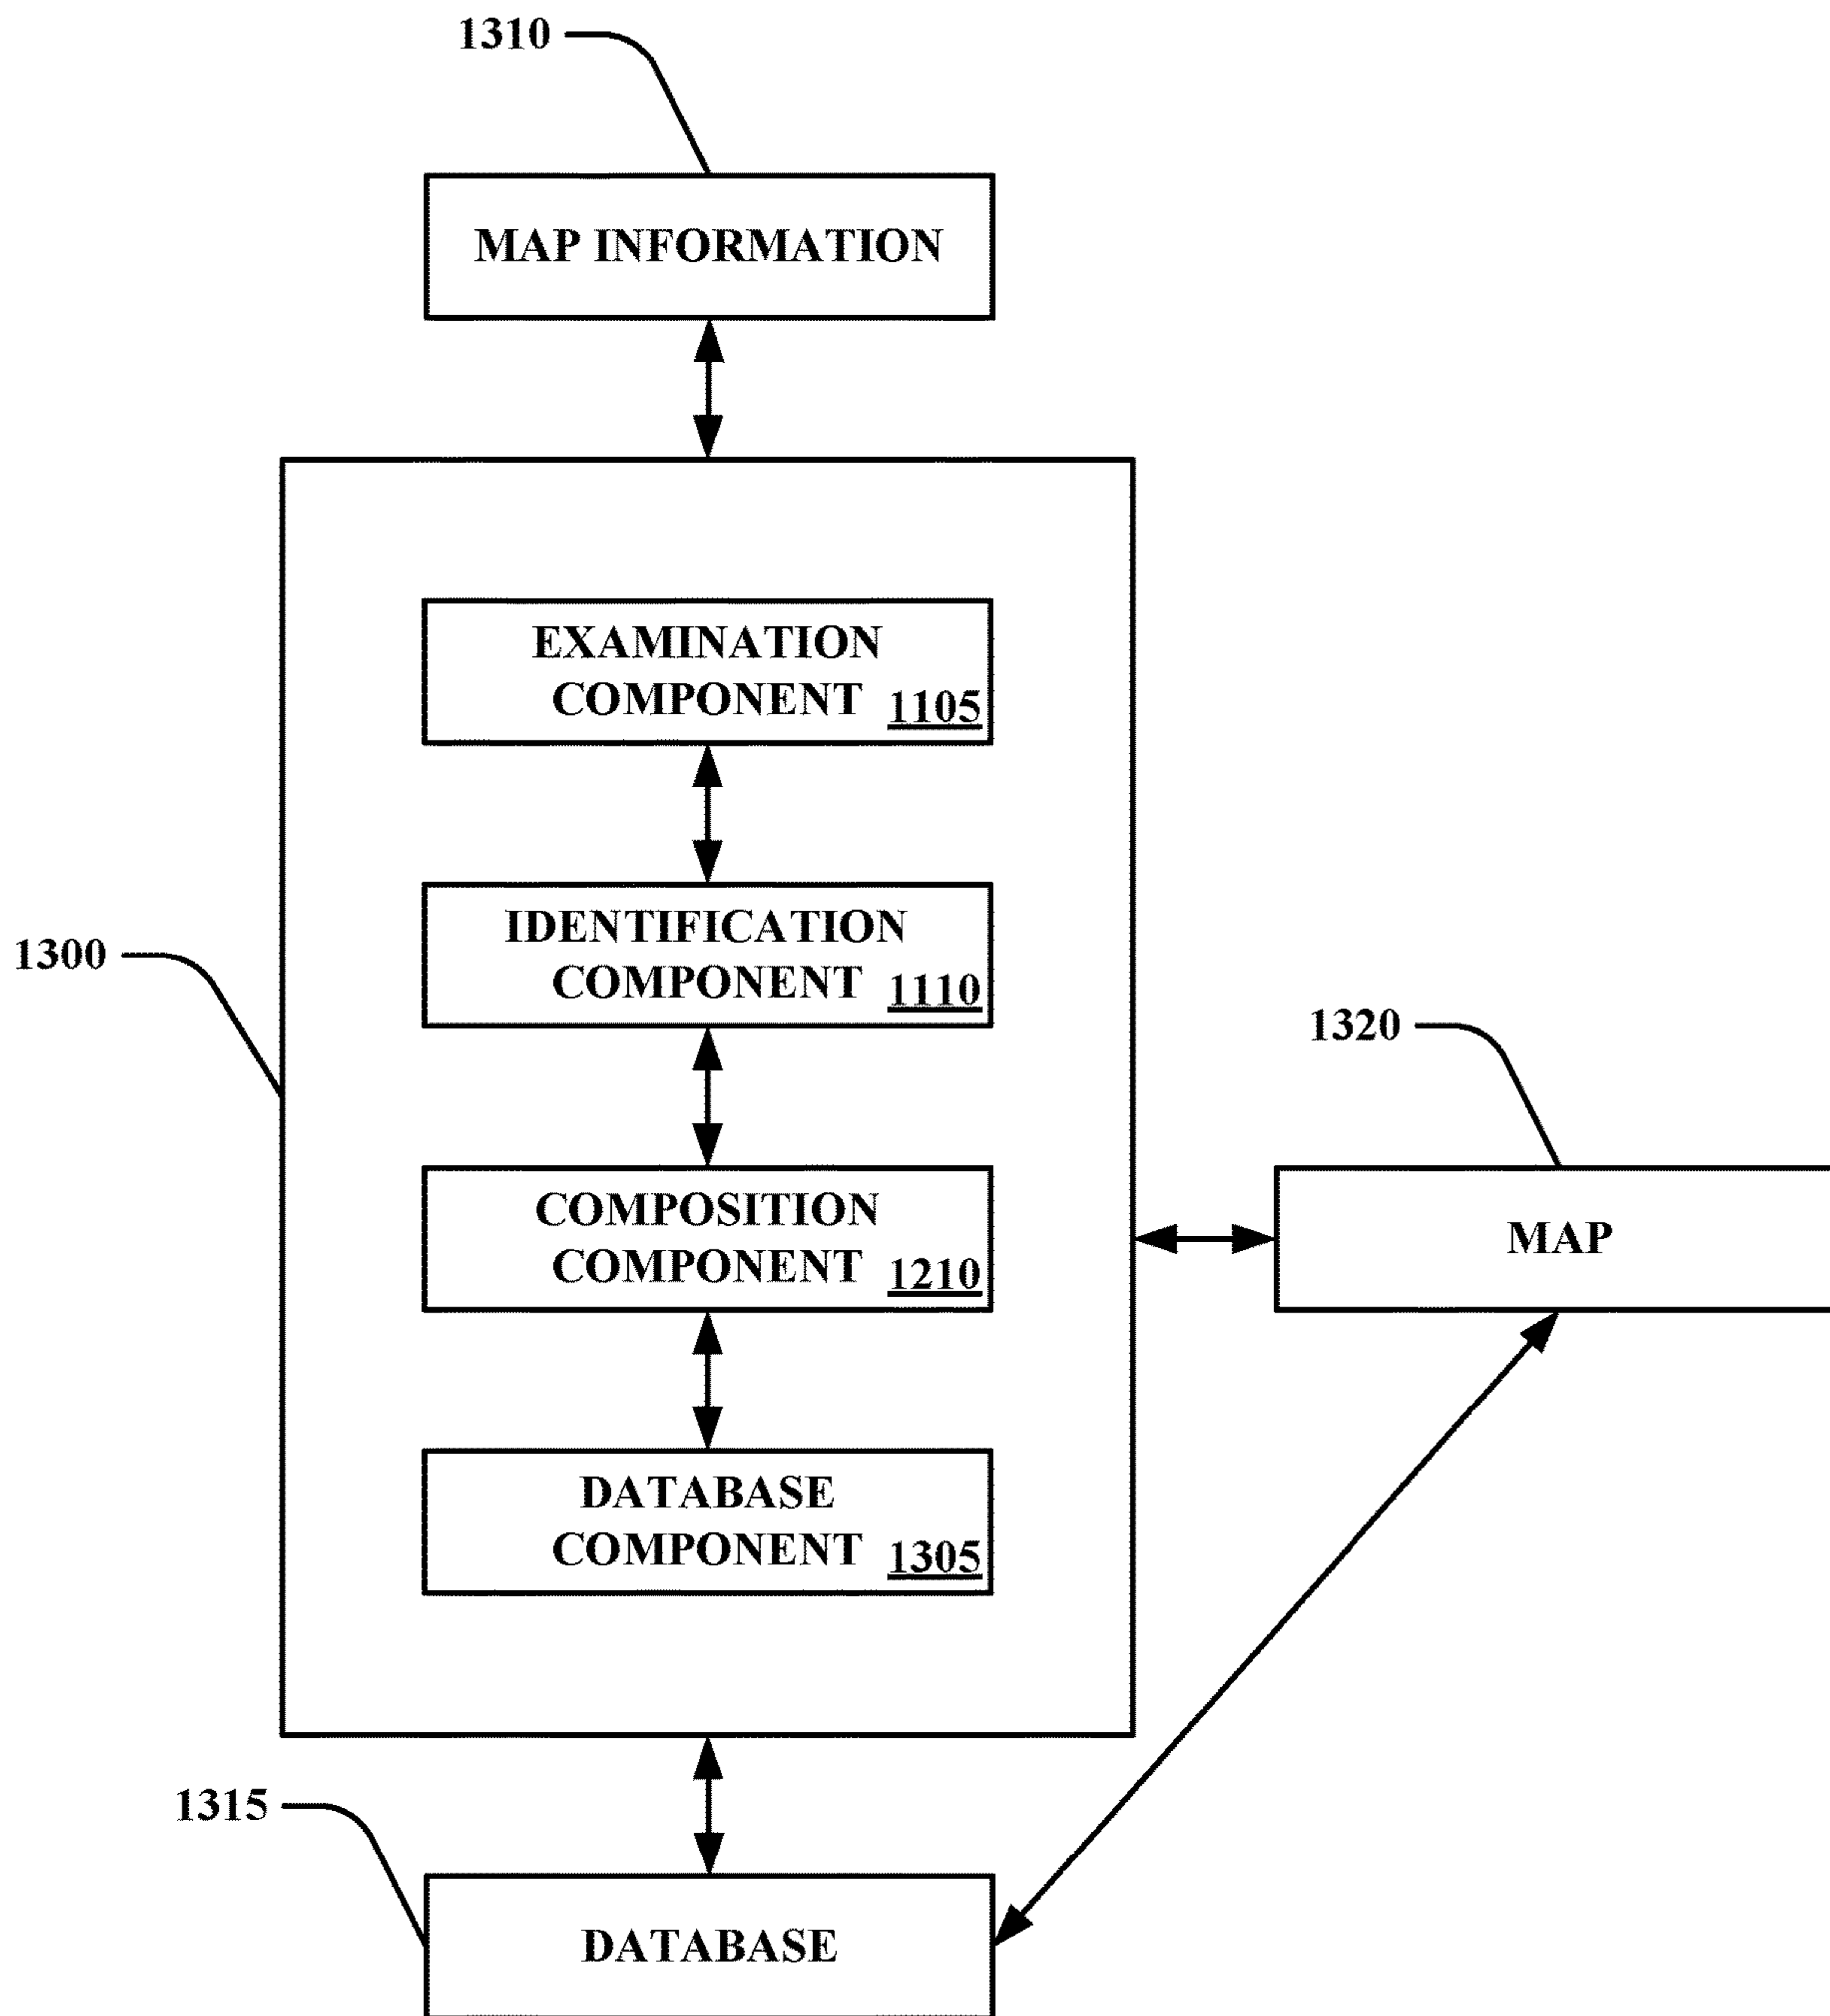 1310
MAP INFORMATION
EXAMINATION
COMPONENT 1105
IDENTIFICATION
COMPONENT 1110
1300
1320
COMPOSITION
COMPONENT 1210
MAP
DATABASE
COMPONENT 1305
1315
DATABASE